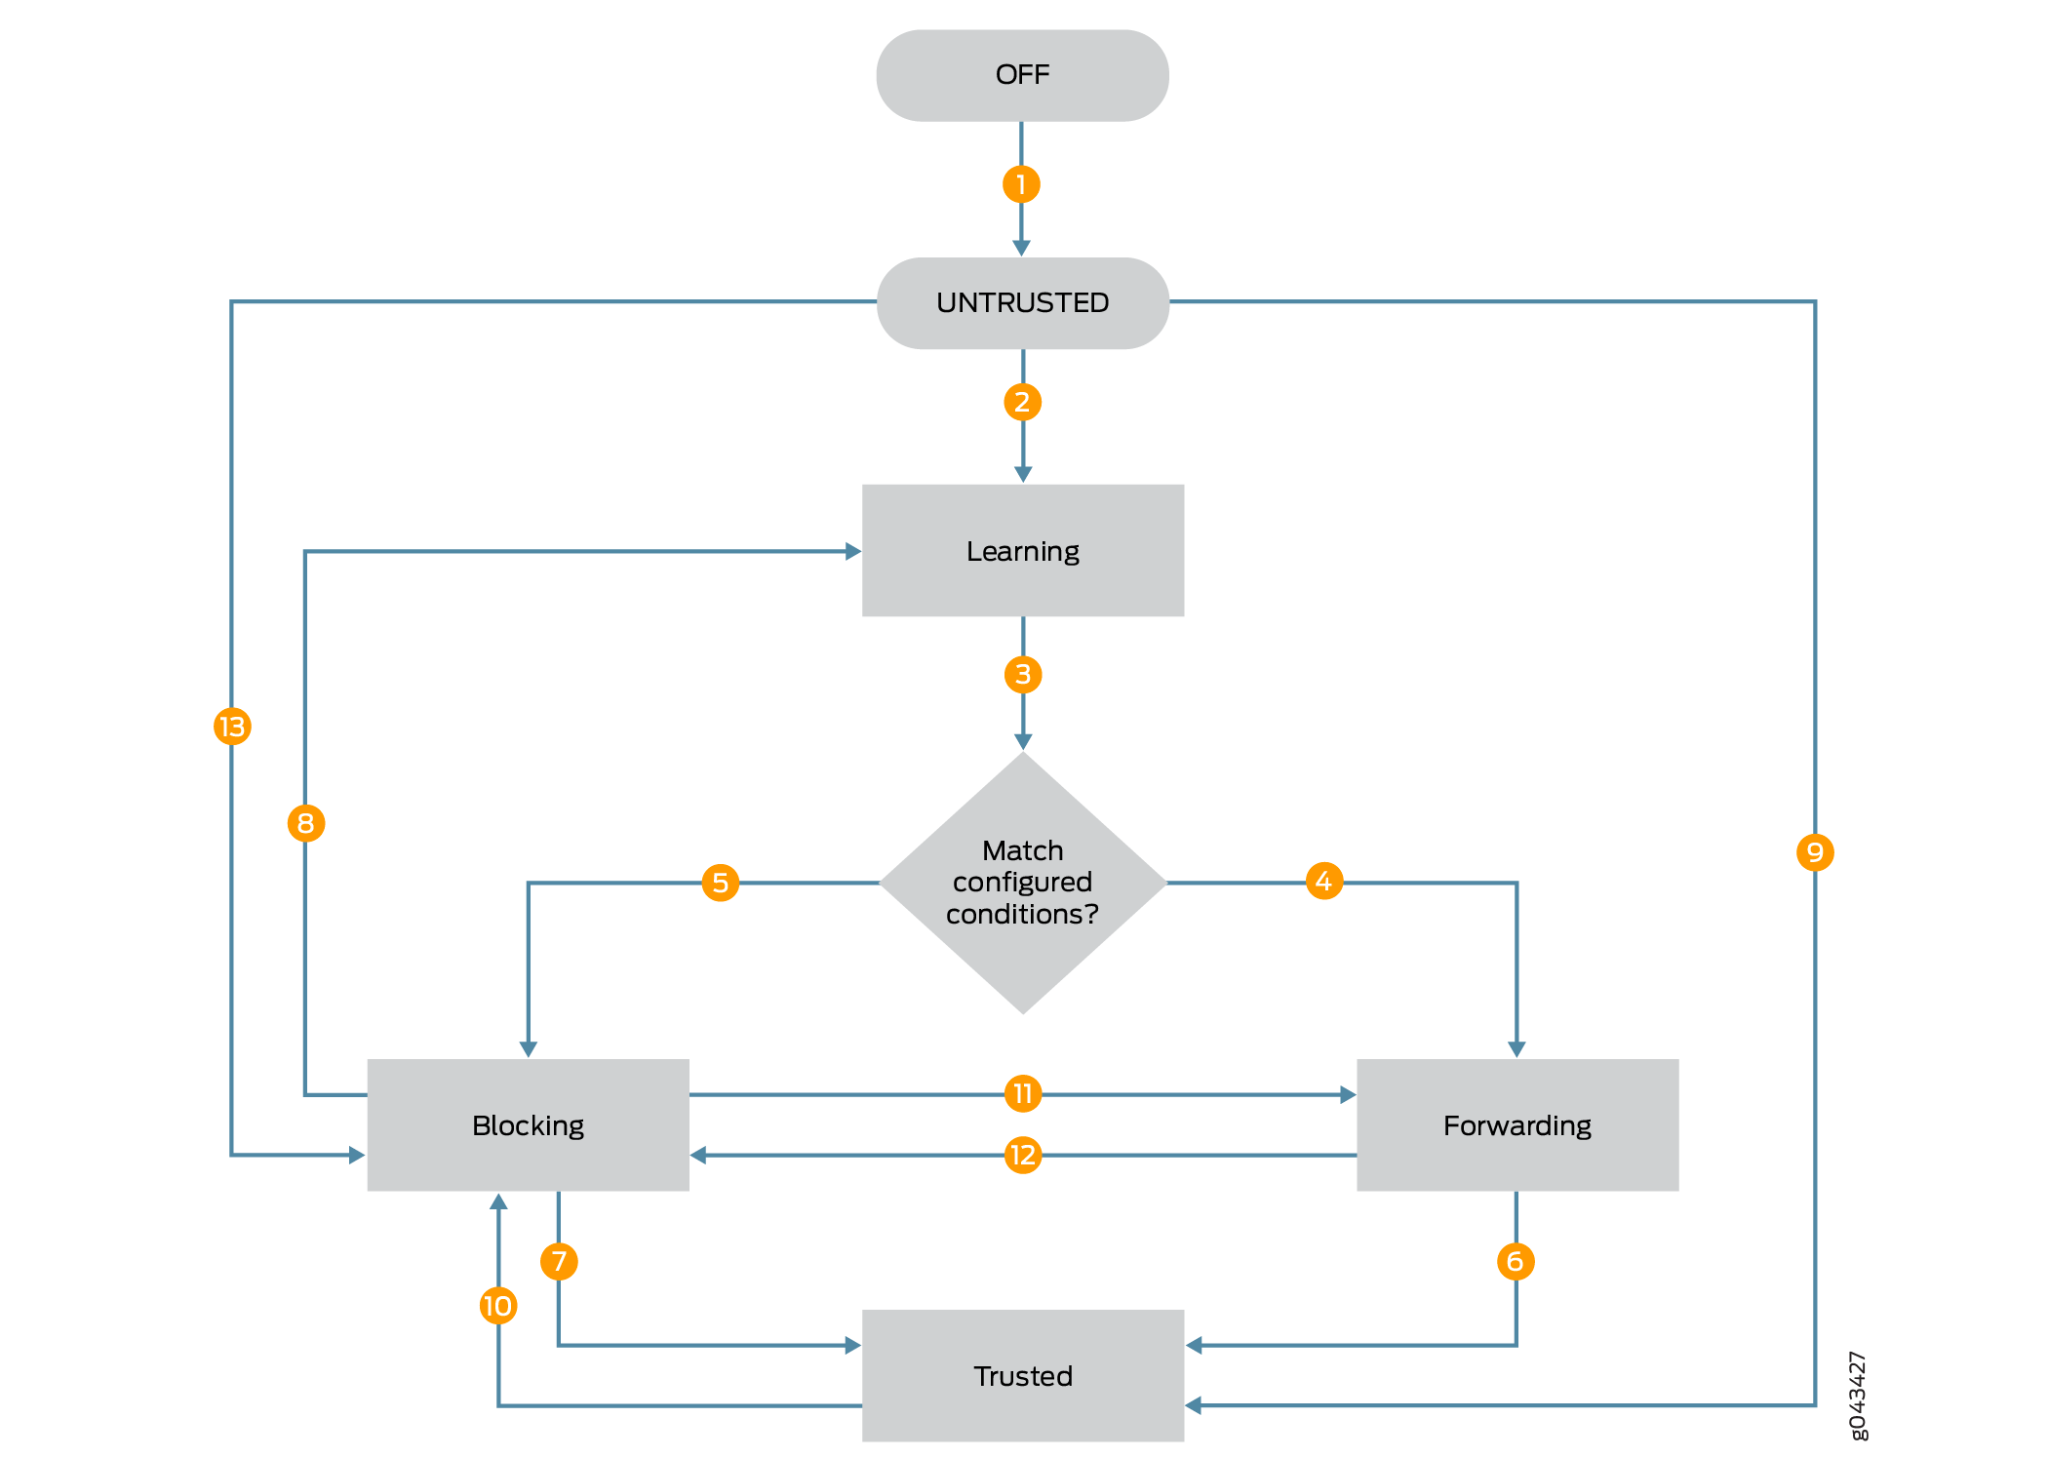 OFF
1
UNTRUSTED
2
Learning
3
13
8
Match
configured
conditions?
5
4
9
Blocking
11
Forwarding
12
7
6
10
Trusted
g043427